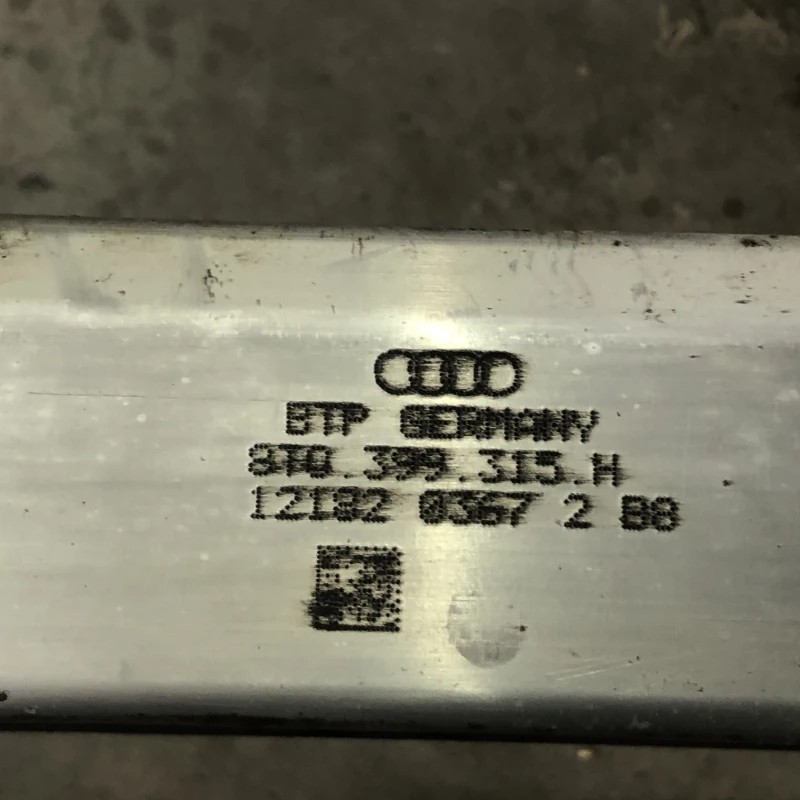 BTP GERMANY
8T0.399.315.H
12182 0367 2 88